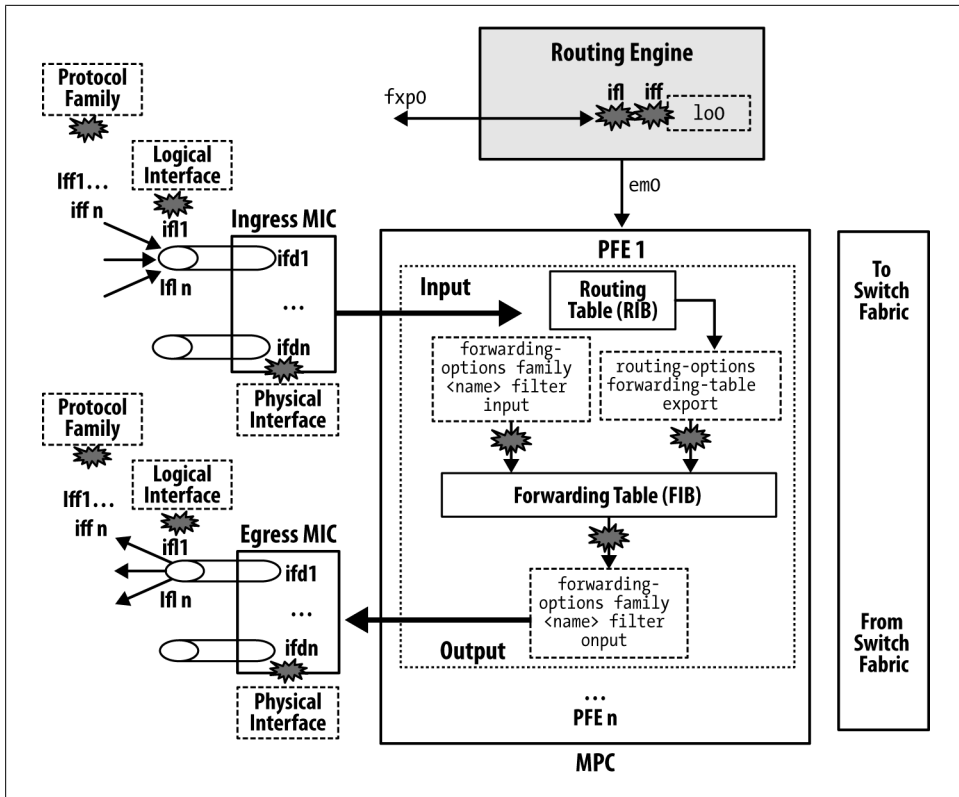 Routing Engine
ifl iff
lo0
fxp0
em0
Protocol
Family
Iff1...
iff n
Logical
Interface
ifl1
Ifl n
Ingress MIC
ifd1
...
ifdn
Physical
Interface
Protocol
Family
Iff1...
iff n
Logical
Interface
ifl1
Ifl n
Egress MIC
ifd1
...
ifdn
Physical
Interface
PFE 1
Input
Routing
Table (RIB)
forwarding-
options family
<name> filter
input
routing-options
forwarding-table
export
Forwarding Table (FIB)
forwarding-
options family
<name> filter
onput
Output
...
PFE n
MPC
To
Switch
Fabric
From
Switch
Fabric